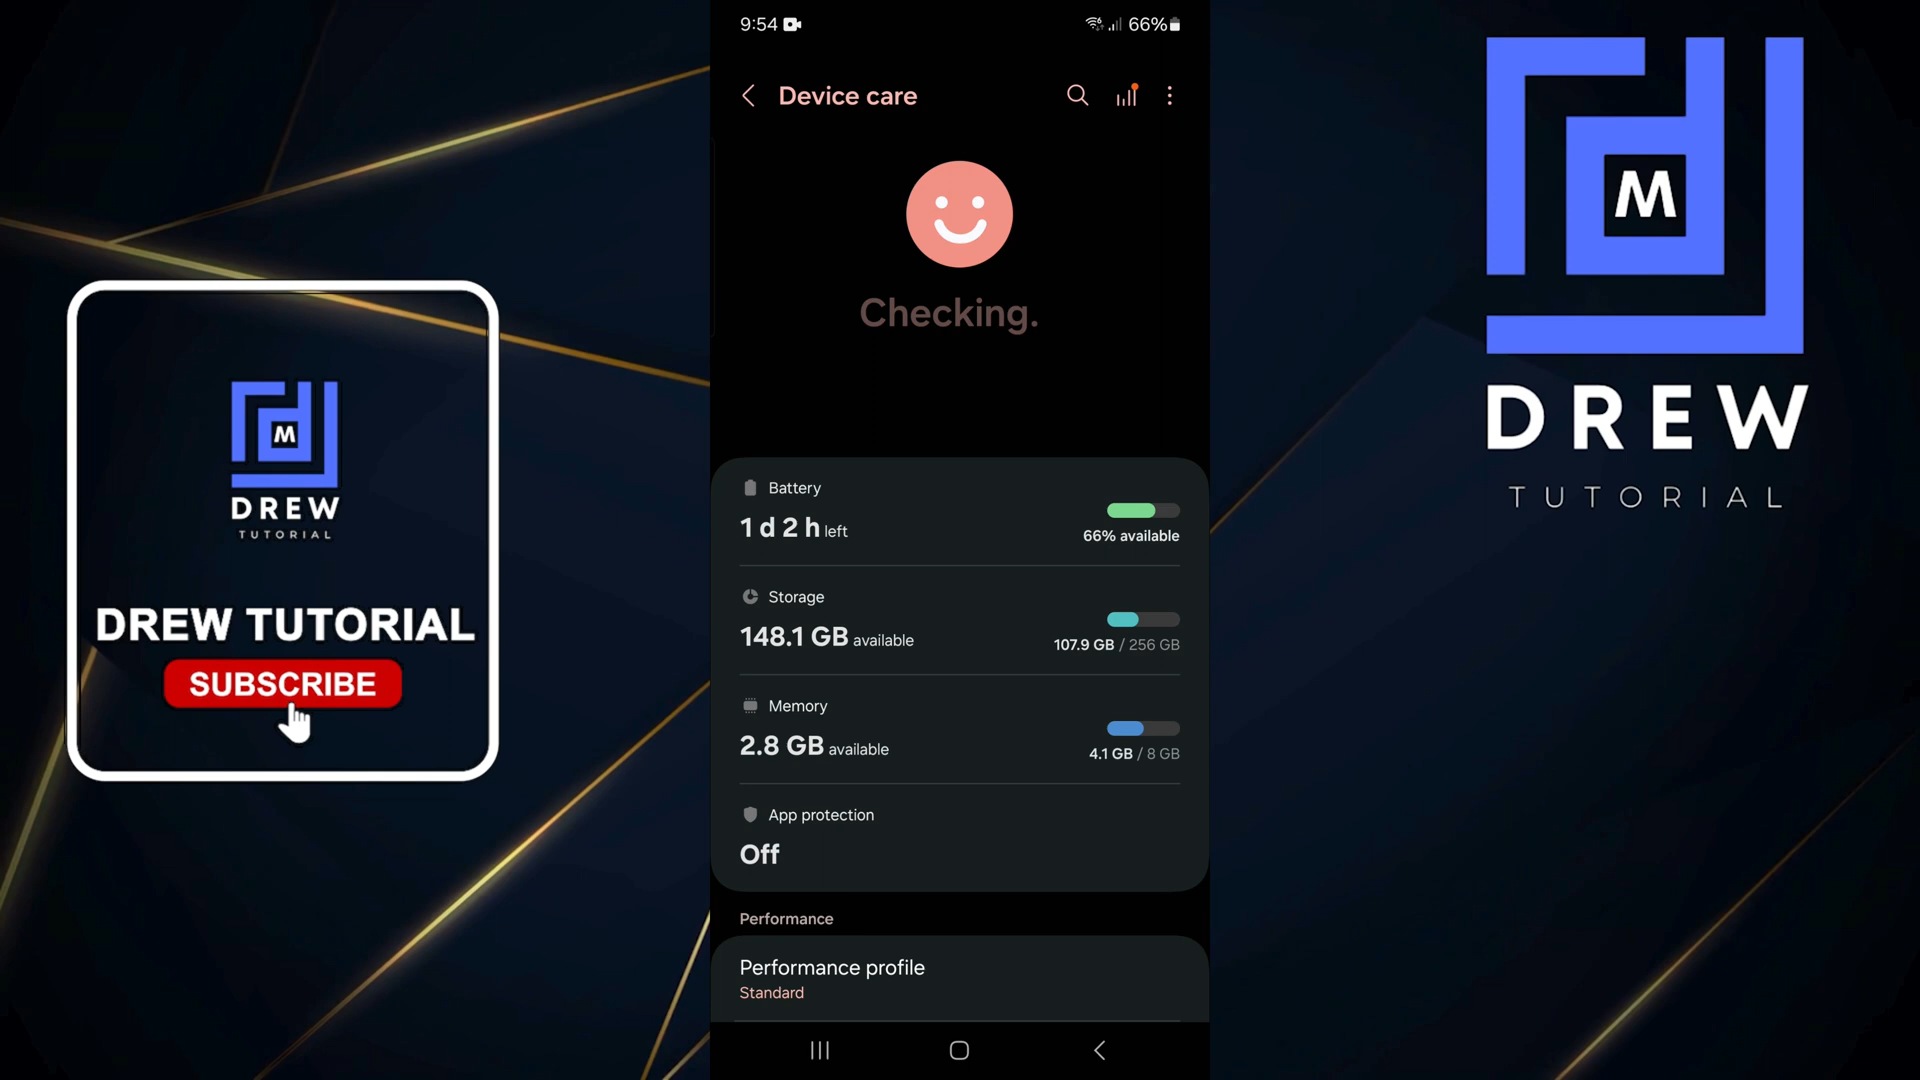 9:54
66%
Device care
Checking.
Battery
1 d 2 h left
66% available
Storage
148.1 GB available
107.9 GB / 256 GB
Memory
2.8 GB available
4.1 GB / 8 GB
App protection
Off
Performance
Performance profile
Standard
M
DREW
TUTORIAL
DREW TUTORIAL
SUBSCRIBE
M
DREW
TUTORIAL